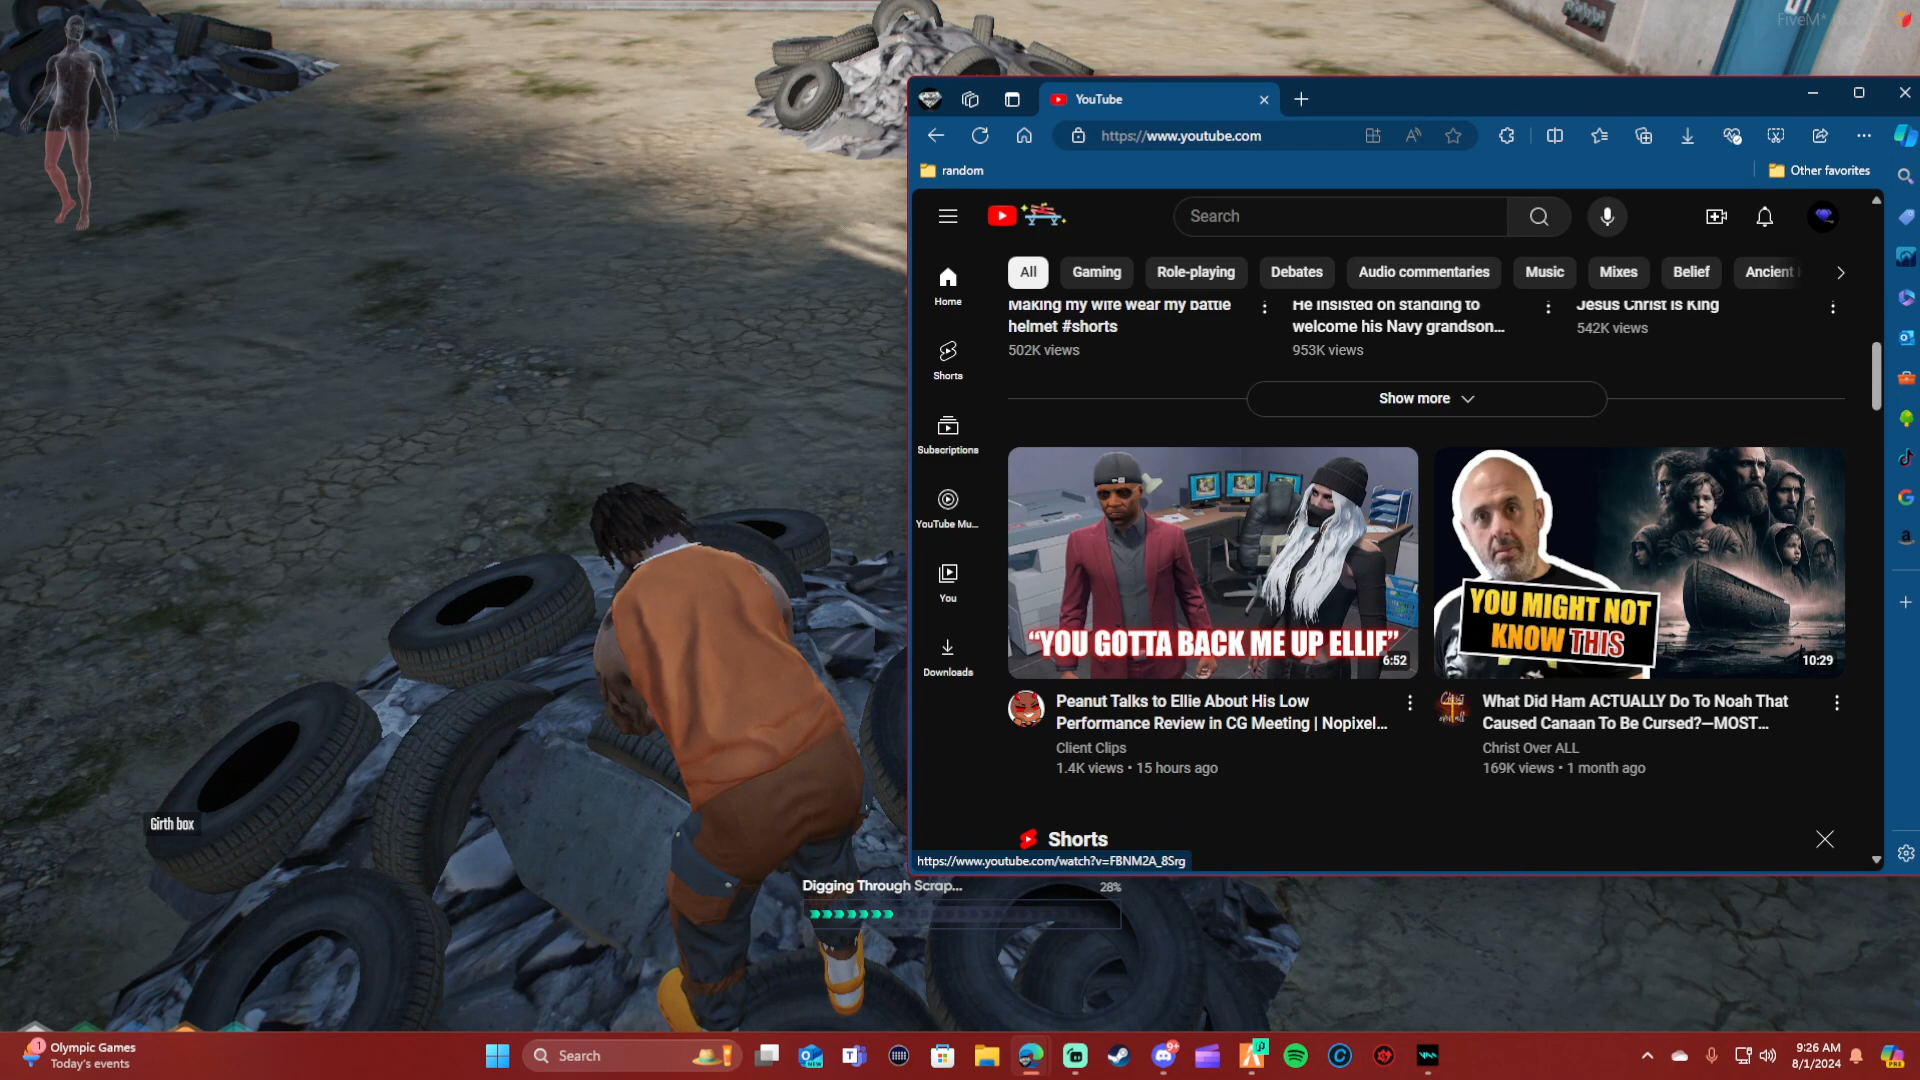 FiveM*
YouTube
https://www.youtube.com
random
Other favorites
Search
All
Gaming
Role-playing
Debates
Audio commentaries
Music
Mixes
Belief
Ancient
Home
Shorts
Subscriptions
YouTube Mu...
You
Downloads
Making my wife wear my battle
helmet #shorts
502K views
He insisted on standing to
welcome his Navy grandson...
953K views
Jesus Christ is King
542K views
Show more
“YOU GOTTA BACK ME UP ELLIE”
6:52
YOU MIGHT NOT
KNOW THIS
10:29
Peanut Talks to Ellie About His Low
Performance Review in CG Meeting | Nopixel...
Client Clips
1.4K views • 15 hours ago
What Did Ham ACTUALLY Do To Noah That
Caused Canaan To Be Cursed?—MOST...
Christ Over ALL
169K views • 1 month ago
Shorts
https://www.youtube.com/watch?v=FBNM2A_8Srg
Girth box
Digging Through Scrap...
28%
1
Olympic Games
Today's events
Search
NEW
9+
9:26 AM
8/1/2024
PRE